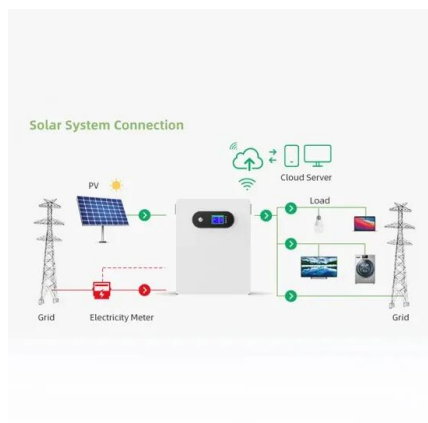 Solar System Connection
Cloud Server
PV
Load
Grid
Electricity Meter
Grid